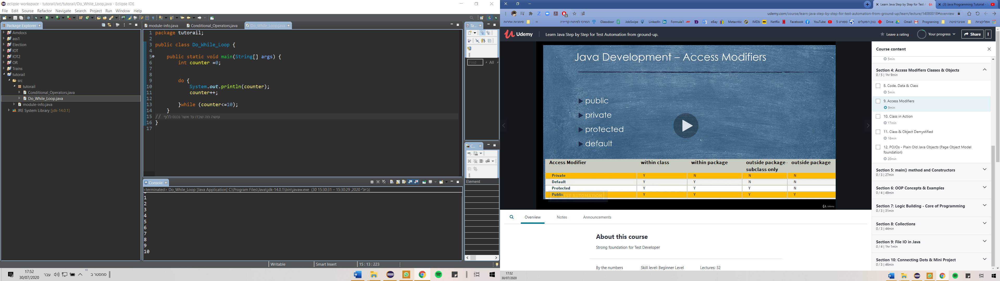 eclipse-workspace - tutorail/src/tutorail/Do_While_Loop.java - Eclipse IDE
File Edit Source Refactor Navigate Search Project Run Window Help
Package Explorer
Amdocs
ass1
Election
IOT
IOT2
OR
Trains
tutorail
src
tutorail
Conditional_Operators.java
Do_While_Loop.java
module-info.java
JRE System Library [jdk-14.0.1]
module-info.java Conditional_Operators.java Do_While_Loop.java
1 package tutorail;
2
3 public class Do_While_Loop {
4
5 public static void main(String[] args) {
6 int counter =0;
7
8
9 do {
10 System.out.println(counter);
11 counter++;
12
13 }while (counter<=10);
14 }
15 // עושה מה שבדו עד אשר נכנס ללוף
16 }
17
Console
<terminated> Do_While_Loop [Java Application] C:\Program Files\Java\jdk-14.0.1\bin\javaw.exe (30 ביולי 2020, 15:30:29 – 15:30:31)
1
2
3
4
5
6
7
8
9
10
Ta...
Find All
C...
Element
Writable Smart Insert 15 : 13 : 223
17:52
30/07/2020
עבר
סמסטר ב
Learn Java Step by Step for Test A
(3) Java Programming Tutorial -
udemy.com/course/learn-java-step-by-step-for-test-automation-from-ground-up/learn/lecture/14080018#overview
סימניות אחרות » המרכז לפיתוח קריירה Glassdoor JobSwipe LinkedIn Formula1 צפיה eBay Metacritic IMDb Netflix Facebook YouTube ספורט 5 בנק הפועלים Drive Gmail Programing אוניברסיטה אפליקציות
Udemy
Learn Java Step by Step for Test Automation from ground-up.
Leave a rating Your progress Share
Java Development – Access Modifiers
public
private
protected
default
Access Modifier within class within package outside package - subclass only outside package
Private Y N N N
Default Y Y N N
Protected Y Y Y N
Public Y Y Y Y
TEST AUTOMATION
Udemy
Course content
5min
Section 4: Access Modifiers Classes & Objects
0 / 5 | 1hr 9min
8. Code, Data & Class
5min
9. Access Modifiers
9min
10. Class in Action
17min
11. Class & Object Demystified
18min
12. POJOs - Plain Old Java Objects (Page Object Model
foundation)
20min
Section 5: main() method and Constructors
0 / 3 | 27min
Section 6: OOP Concepts & Examples
0 / 4 | 49min
Section 7: Logic Building - Core of Programming
0 / 3 | 31min
Section 8: Collections
0 / 3 | 44min
Section 9: File IO in Java
0 / 4 | 1hr 1min
Section 10: Connecting Dots & Mini Project
0 / 3 | 46min
Overview Notes Announcements
About this course
Strong foundation for Test Developer
By the numbers Skill level: Beginner Level Lectures: 32
17:52
30/07/2020